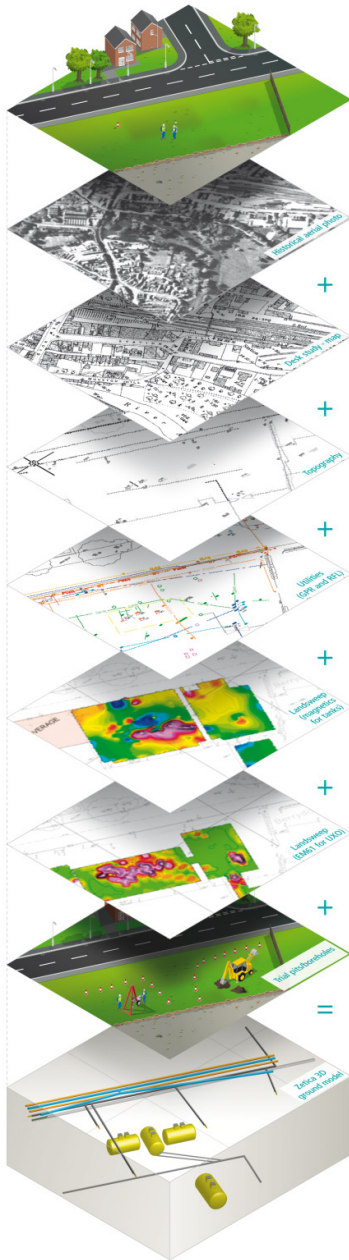 Historical aerial photo
+
Desk study - map
+
Topography
+
Utilities
(GPR and RFL)
+
VERAGE
Landsweep
(magnetics
for tanks)
+
Landsweep
(EM61 for UXO)
+
Trial pits/boreholes
=
Zetica 3D
ground model